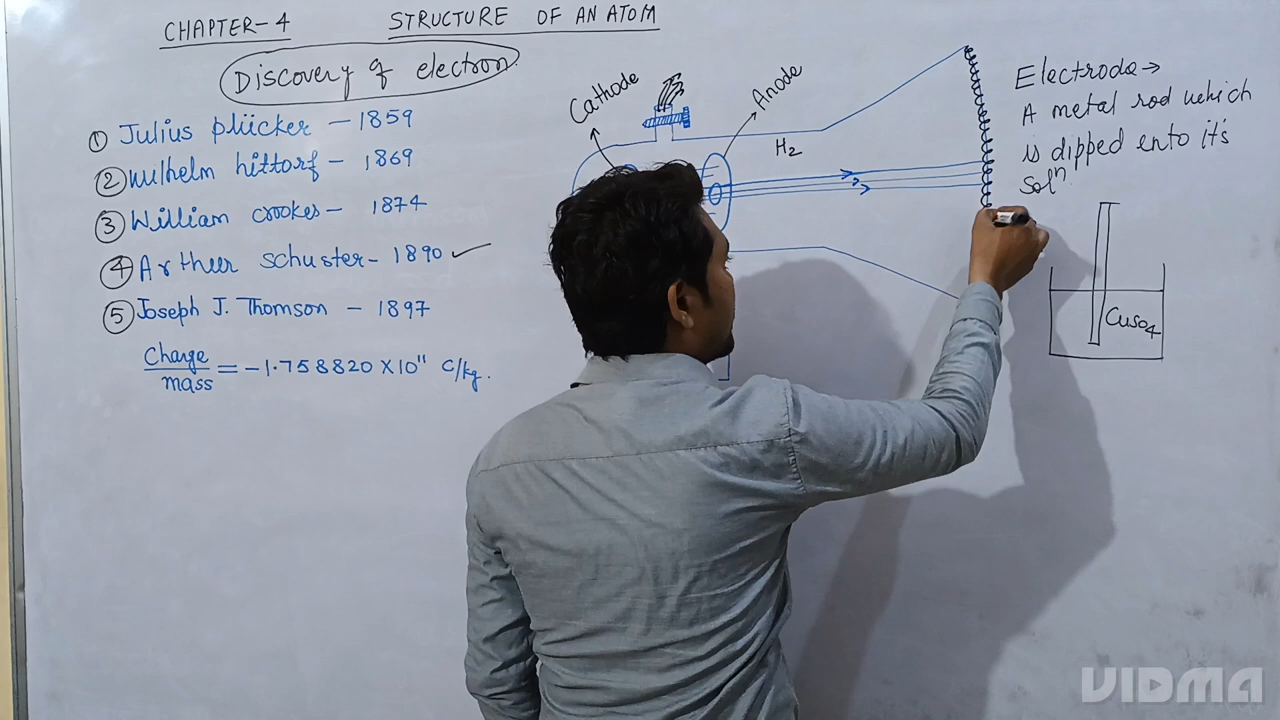 CHAPTER-4 STRUCTURE OF AN ATOM
Discovery of electron
① Julius plücker - 1859
② Wilhelm hittorf - 1869
③ William crookes - 1874
④ Arther schuster - 1890 ✓
⑤ Joseph J. Thomson - 1897
Charge
mass
= -1.758820 X 10¹¹ C/kg.
Cathode
Anode
H₂
Electrode →
A metal rod which
is dipped into it's
Solⁿ.
CuSO₄
VIDMA